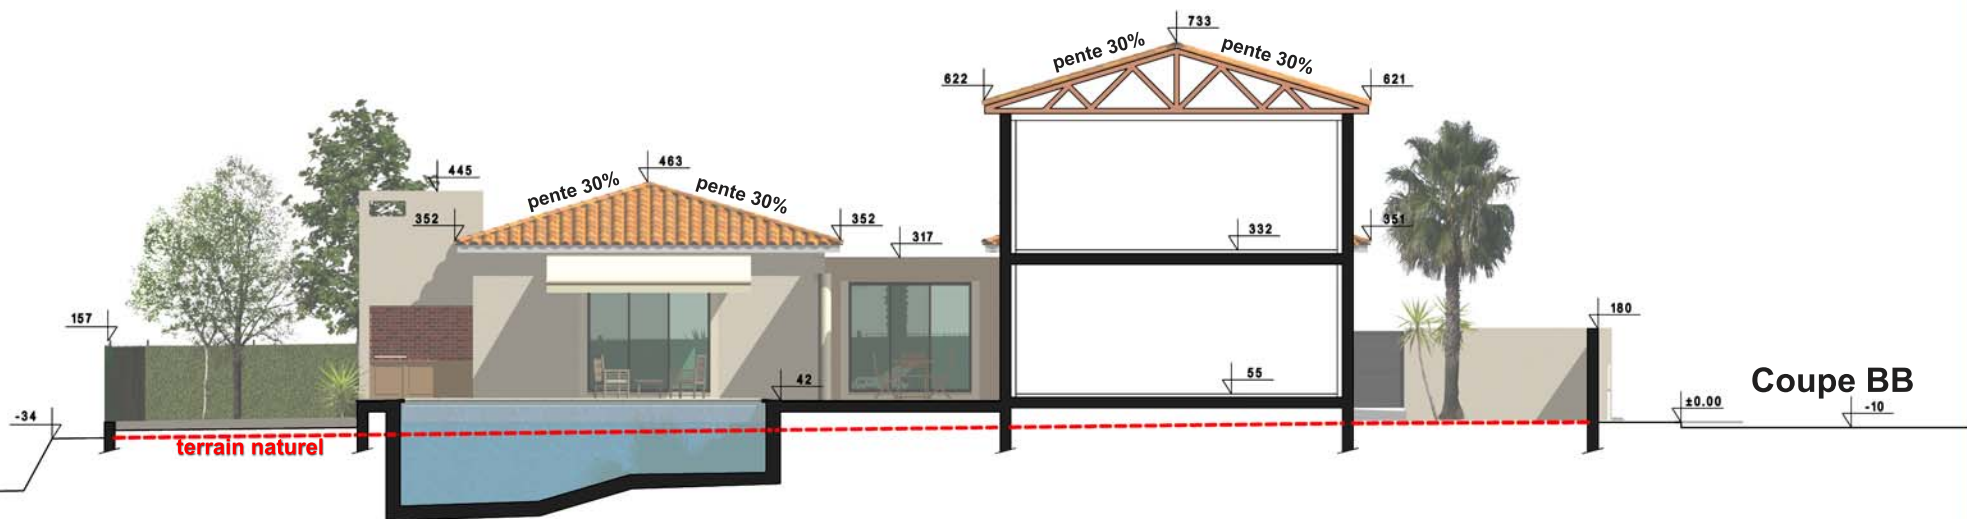 733
pente 30%
pente 30%
622
621
463
445
pente 30%
pente 30%
352
352
317
332
351
157
180
55
42
Coupe BB
±0.00
-10
-34
terrain naturel